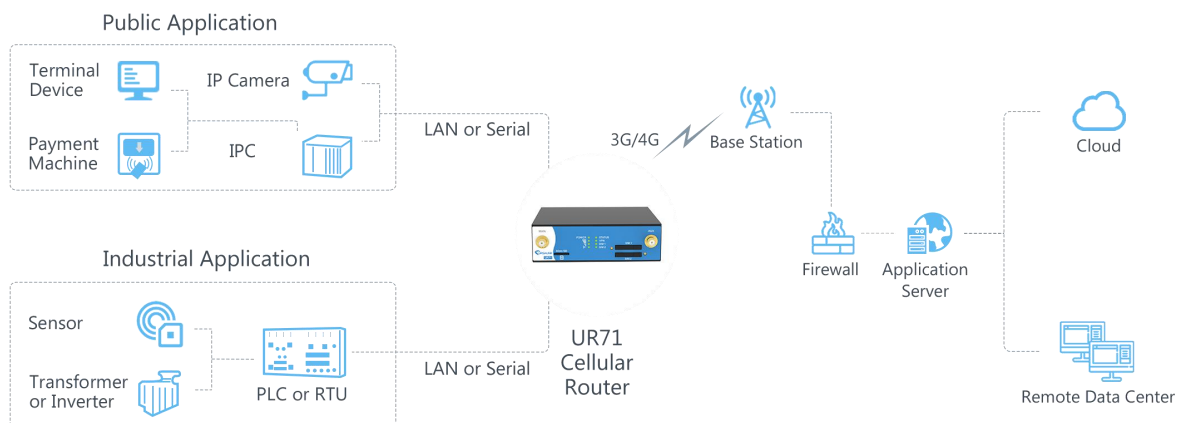 Public Application
Terminal
Device
IP Camera
Payment
Machine
IPC
LAN or Serial
3G/4G
Base Station
Cloud
Firewall
Application
Server
Industrial Application
Sensor
Transformer
or Inverter
PLC or RTU
LAN or Serial
UR71
Cellular
Router
Remote Data Center